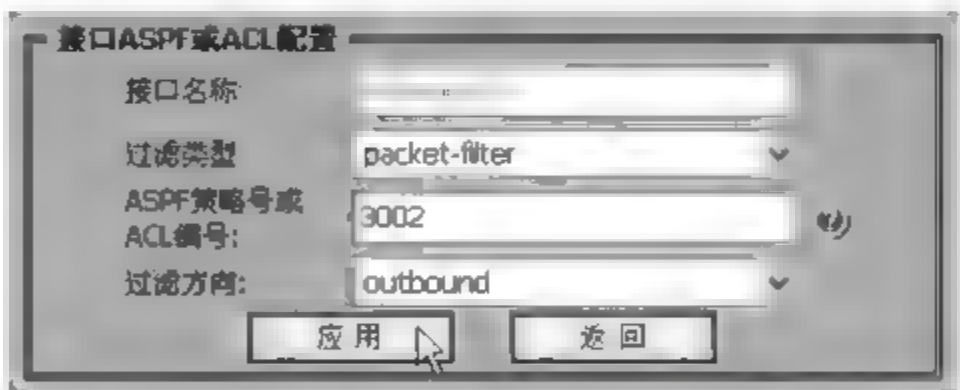 接口ASPF或ACL配置
接口名称
过滤类型
packet-filter
ASPF策略号或
ACL编号:
3002
过滤方向:
outbound
应用
返回